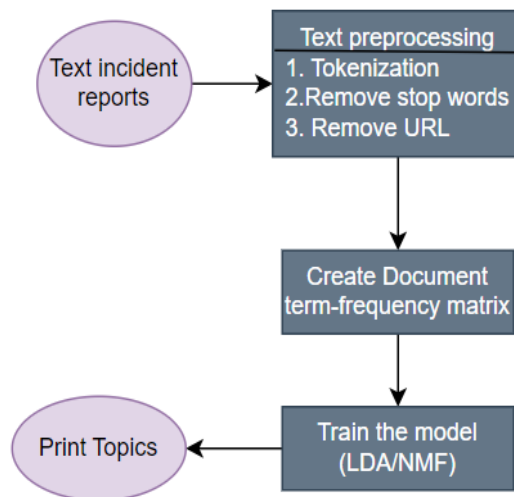 Text incident
reports
Text preprocessing
1. Tokenization
2.Remove stop words
3. Remove URL
Create Document
term-frequency matrix
Train the model
(LDA/NMF)
Print Topics